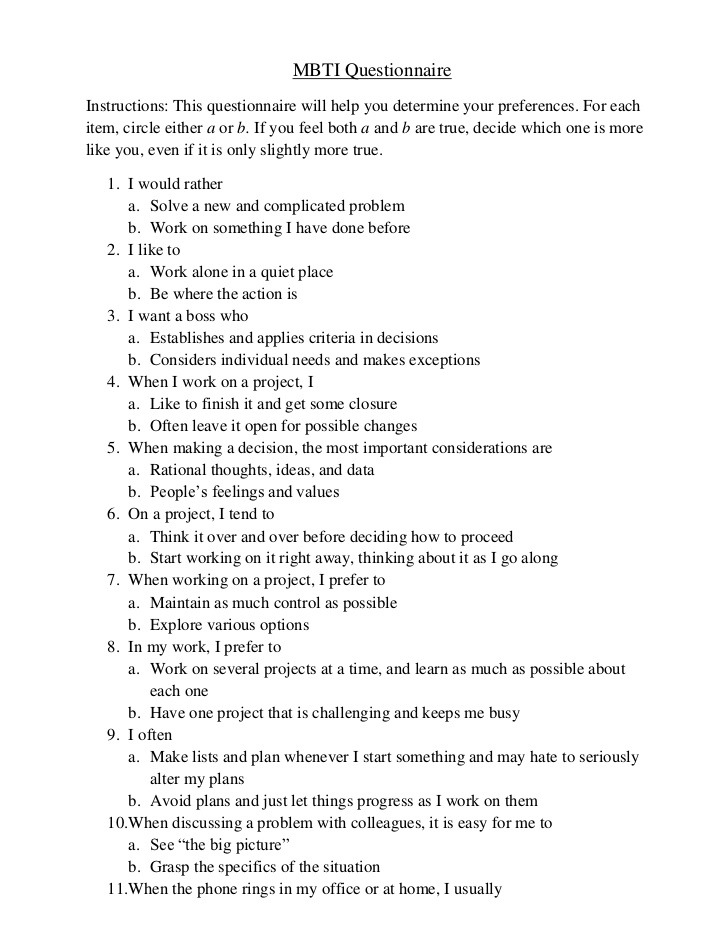 MBTI Questionnaire
Instructions: This questionnaire will help you determine your preferences. For each
item, circle either a or b. If you feel both a and b are true, decide which one is more
like you, even if it is only slightly more true.
1. I would rather
a. Solve a new and complicated problem
b. Work on something I have done before
2. I like to
a. Work alone in a quiet place
b. Be where the action is
3. I want a boss who
a. Establishes and applies criteria in decisions
b. Considers individual needs and makes exceptions
4. When I work on a project, I
a. Like to finish it and get some closure
b. Often leave it open for possible changes
5. When making a decision, the most important considerations are
a. Rational thoughts, ideas, and data
b. People’s feelings and values
6. On a project, I tend to
a. Think it over and over before deciding how to proceed
b. Start working on it right away, thinking about it as I go along
7. When working on a project, I prefer to
a. Maintain as much control as possible
b. Explore various options
8. In my work, I prefer to
a. Work on several projects at a time, and learn as much as possible about
each one
b. Have one project that is challenging and keeps me busy
9. I often
a. Make lists and plan whenever I start something and may hate to seriously
alter my plans
b. Avoid plans and just let things progress as I work on them
10.When discussing a problem with colleagues, it is easy for me to
a. See “the big picture”
b. Grasp the specifics of the situation
11.When the phone rings in my office or at home, I usually